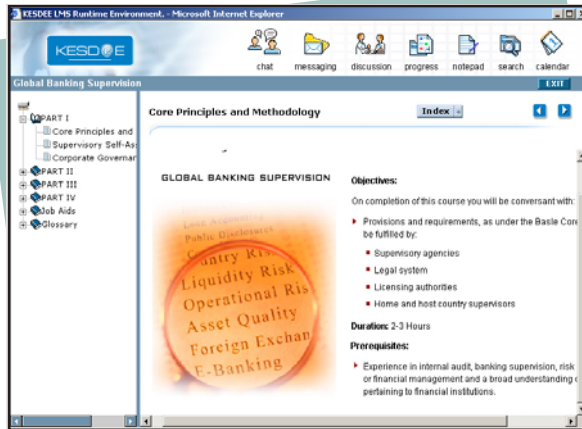 KESDEE LMS Runtime Environment, - Microsoft Internet Explorer
KESDEE
chat messaging discussion progress notepad search calendar
Global Banking Supervision EXIT
PART I
Core Principles and
Supervisory Self-As
Corporate Governar
PART II
PART III
PART IV
Job Aids
Glossary
Core Principles and Methodology Index
GLOBAL BANKING SUPERVISION
Loan Accounting
Public Disclosures
Country Risk
Liquidity Risk
Operational Ris
Asset Quality
Foreign Exchan
E-Banking
Objectives:
On completion of this course you will be conversant with:
Provisions and requirements, as under the Basle Core
be fulfilled by:
Supervisory agencies
Legal system
Licensing authorities
Home and host country supervisors
Duration: 2-3 Hours
Prerequisites:
Experience in internal audit, banking supervision, risk
or financial management and a broad understanding o
pertaining to financial institutions.